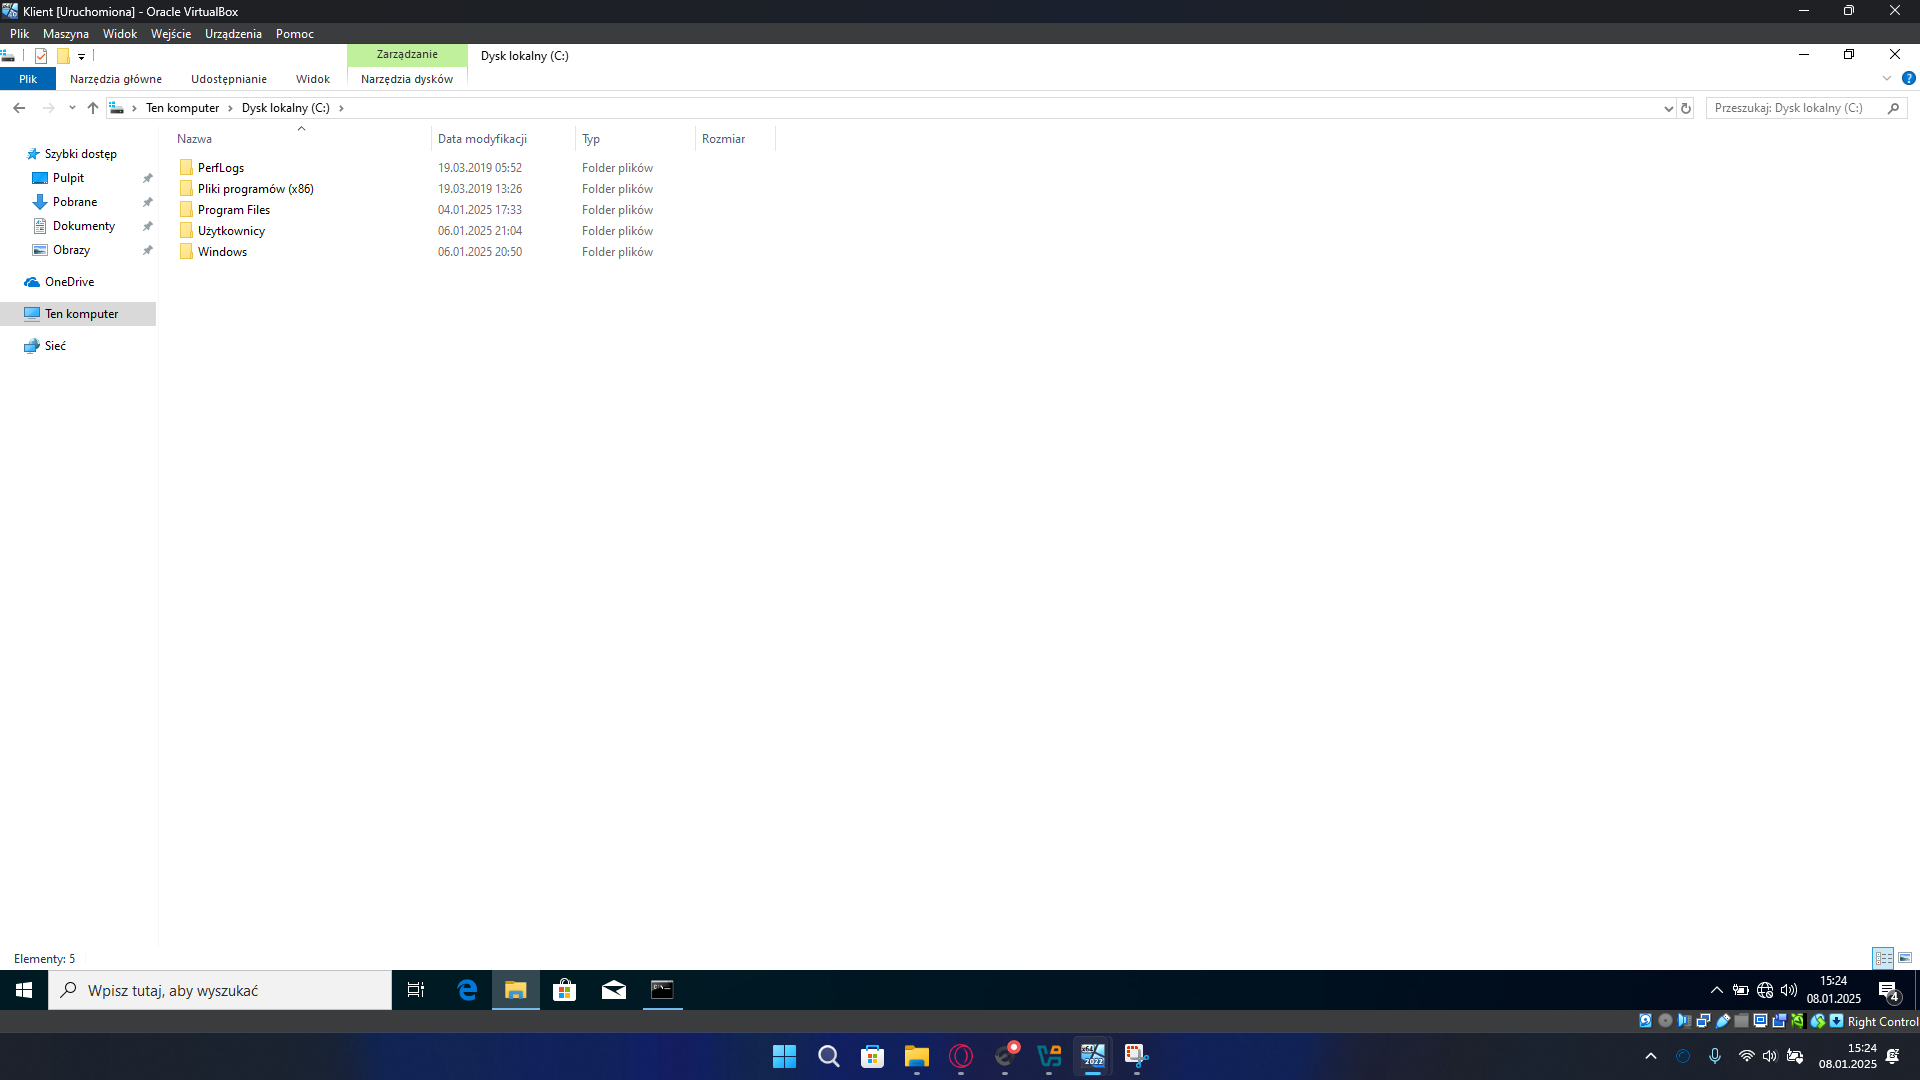 Klient [Uruchomiona] - Oracle VirtualBox
Plik Maszyna Widok Wejście Urządzenia Pomoc
Zarządzanie Dysk lokalny (C:)
Plik Narzędzia główne Udostępnianie Widok Narzędzia dysków
Ten komputer Dysk lokalny (C:) Przeszukaj: Dysk lokalny (C:)
Nazwa Data modyfikacji Typ Rozmiar
Szybki dostęp
Pulpit
Pobrane
Dokumenty
Obrazy
OneDrive
Ten komputer
Sieć
PerfLogs 19.03.2019 05:52 Folder plików
Pliki programów (x86) 19.03.2019 13:26 Folder plików
Program Files 04.01.2025 17:33 Folder plików
Użytkownicy 06.01.2025 21:04 Folder plików
Windows 06.01.2025 20:50 Folder plików
Elementy: 5
Wpisz tutaj, aby wyszukać
15:24
08.01.2025
4
Right Control
x64
2022
15:24
08.01.2025